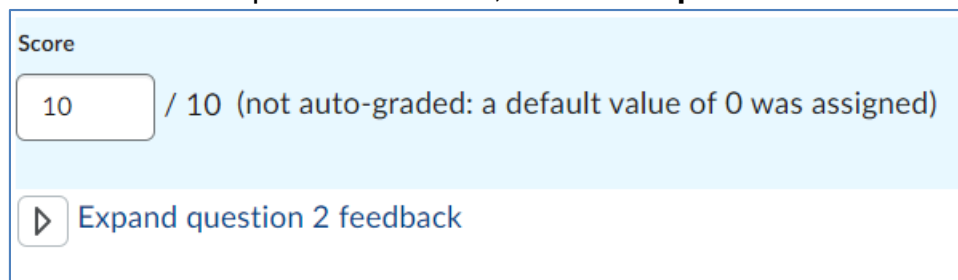 Score
10 / 10 (not auto-graded: a default value of 0 was assigned)
Expand question 2 feedback